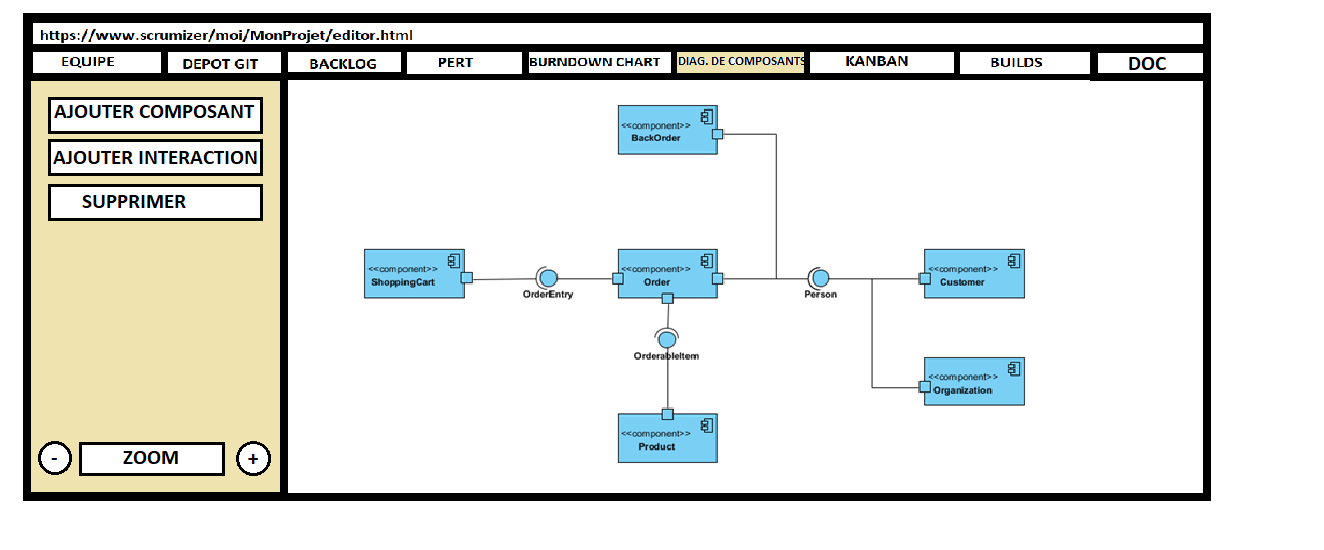 https://www.scrumizer/moi/MonProjet/editor.html
EQUIPE
DEPOT GIT
BACKLOG
PERT
BURNDOWN CHART
DIAG. DE COMPOSANTS
KANBAN
BUILDS
DOC
AJOUTER COMPOSANT
AJOUTER INTERACTION
SUPPRIMER
- ZOOM +
<<component>>
BackOrder
<<component>>
ShoppingCart
OrderEntry
<<component>>
Order
Person
<<component>>
Customer
OrderableItem
<<component>>
Organization
<<component>>
Product